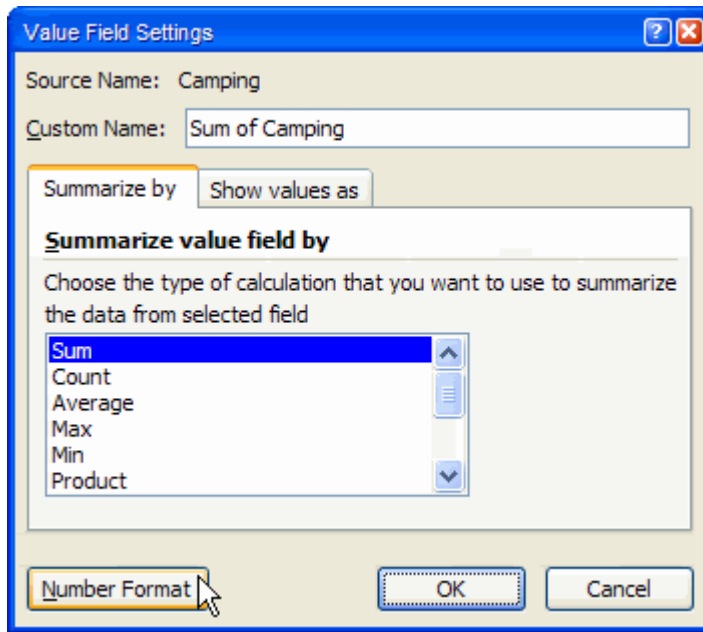 Value Field Settings
Source Name: Camping
Custom Name: Sum of Camping
Summarize by Show values as
Summarize value field by
Choose the type of calculation that you want to use to summarize
the data from selected field
Sum
Count
Average
Max
Min
Product
Number Format OK Cancel